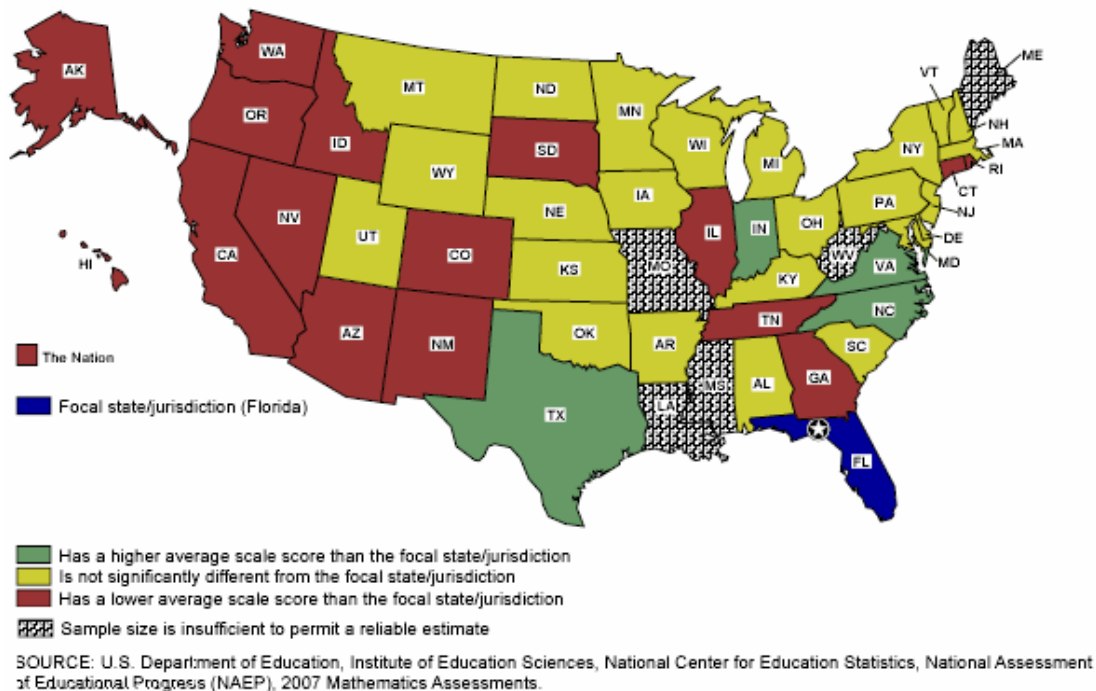 WA
AK
MT
ND
MN
ME
VT
OR
ID
SD
WI
MI
NY
NH
MA
RI
CT
WY
IA
NE
PA
NJ
NV
UT
CO
IL
IN
OH
DE
MD
CA
KS
MO
WV
VA
KY
HI
NC
TN
AZ
NM
OK
AR
SC
MS
AL
GA
The Nation
LA
TX
Focal state/jurisdiction (Florida)
FL
Has a higher average scale score than the focal state/jurisdiction
Is not significantly different from the focal state/jurisdiction
Has a lower average scale score than the focal state/jurisdiction
Sample size is insufficient to permit a reliable estimate
SOURCE: U.S. Department of Education, Institute of Education Sciences, National Center for Education Statistics, National Assessment
of Educational Progress (NAEP), 2007 Mathematics Assessments.